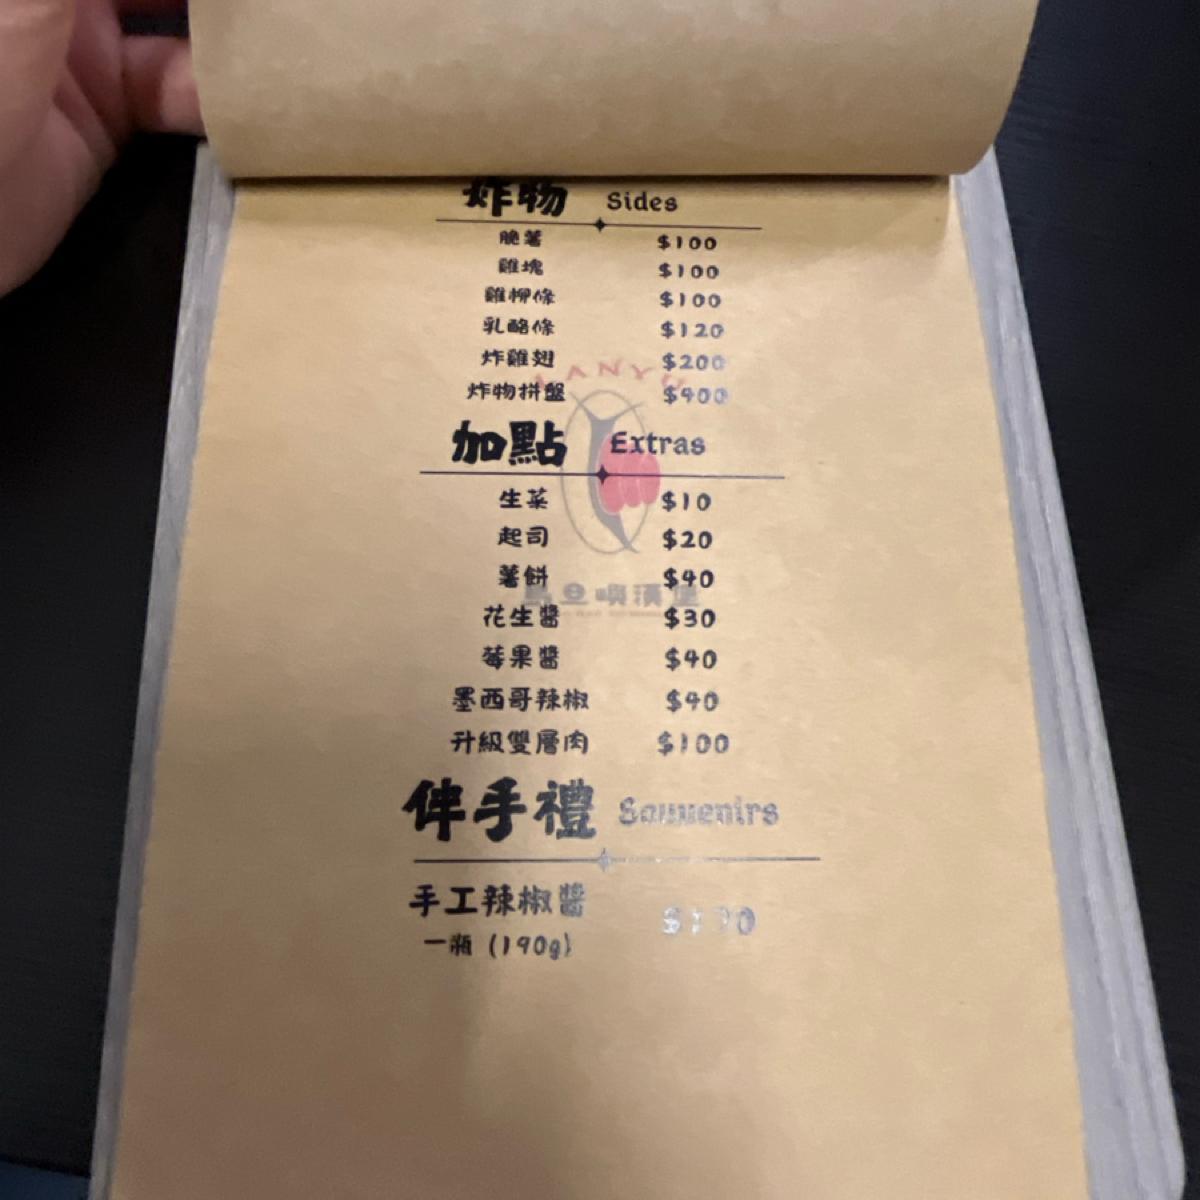 炸物 Sides
脆薯 $100
雞塊 $100
雞柳條 $100
乳酪條 $120
炸雞翅 $200
炸物拼盤 $400
LANYU
加點 Extras
生菜 $10
起司 $20
薯餅 $40
花生醬 $30
莓果醬 $40
墨西哥辣椒 $40
升級雙層肉 $100
伴手禮 Souvenirs
手工辣椒醬
一瓶 (190g)